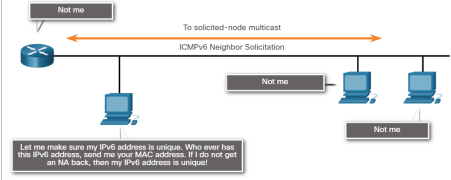 Not me
To solicited-node multicast
ICMPv6 Neighbor Solicitation
Not me
Not me
Let me make sure my IPv6 address is unique. Who ever has
this IPv6 address, send me your MAC address. If I do not get
an NA back, then my IPv6 address is unique!